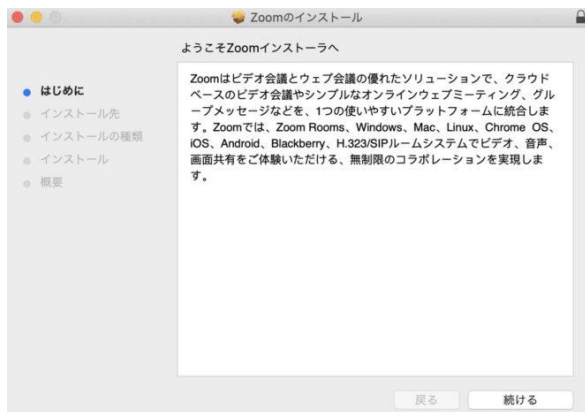 Zoomのインストール
ようこそZoomインストーラへ
はじめに
インストール先
インストールの種類
インストール
概要
Zoomはビデオ会議とウェブ会議の優れたソリューションで、クラウド
ベースのビデオ会議やシンプルなオンラインウェブミーティング、グル
ープメッセージなどを、1つの使いやすいプラットフォームに統合しま
す。Zoomでは、Zoom Rooms、Windows、Mac、Linux、Chrome OS、
iOS、Android、Blackberry、H.323/SIPルームシステムでビデオ、音声、
画面共有をご体験いただける、無制限のコラボレーションを実現しま
す。
戻る
続ける